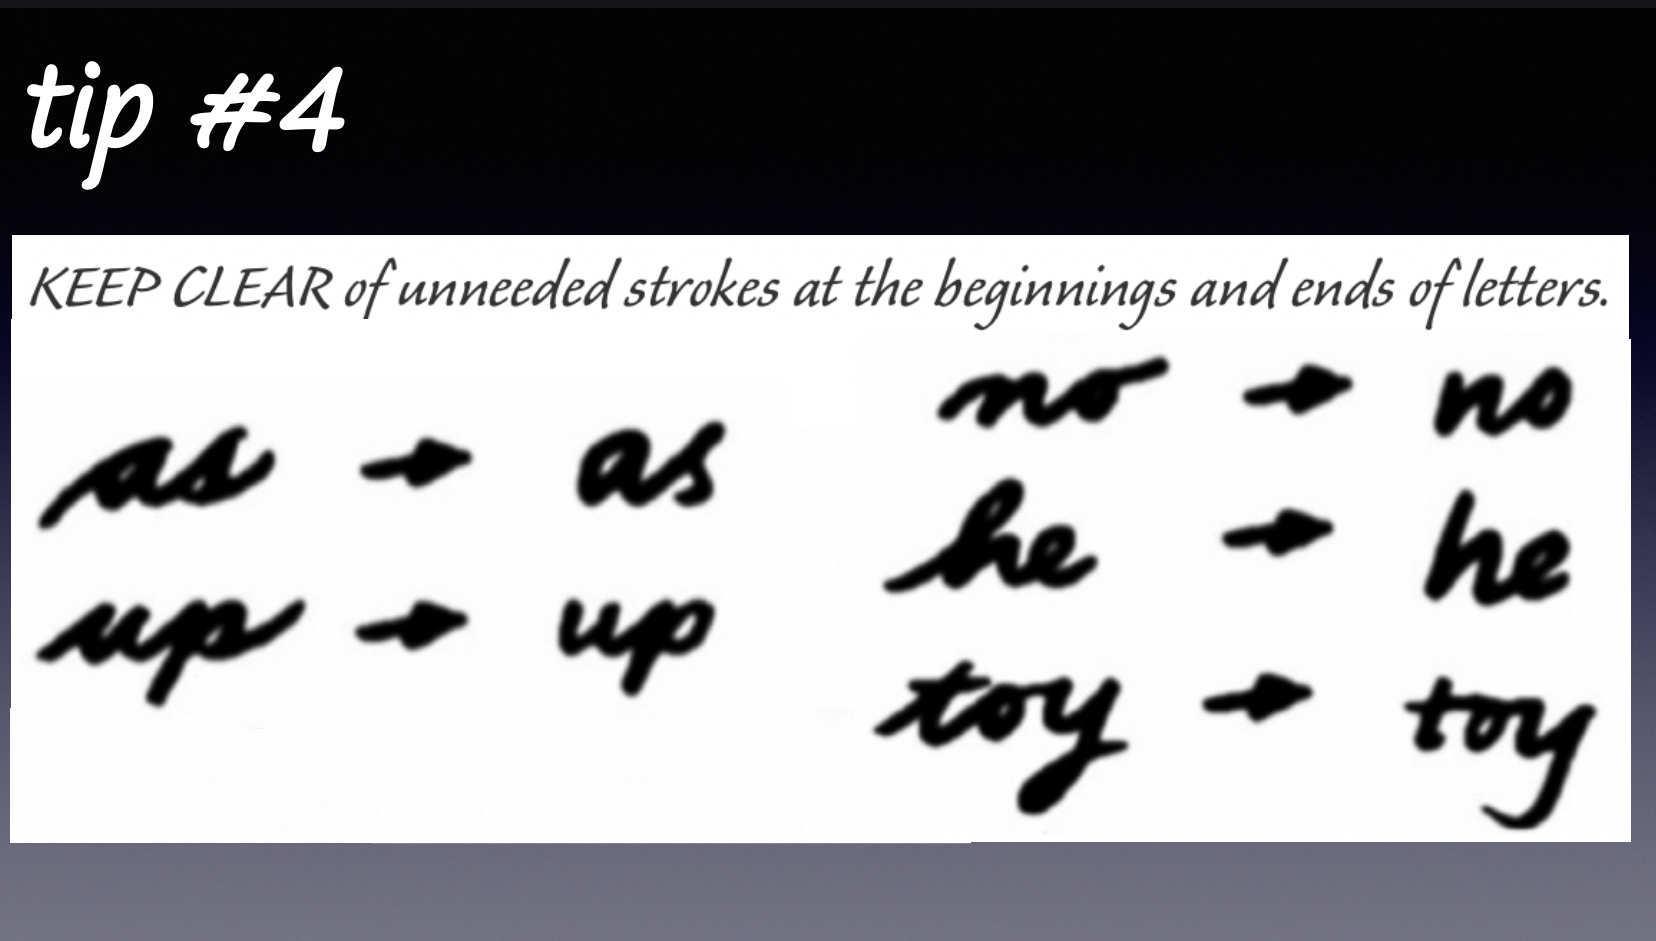 tip #4
KEEP CLEAR of unneeded strokes at the beginnings and ends of letters.
as → as
up → up
no → no
he → he
toy → toy